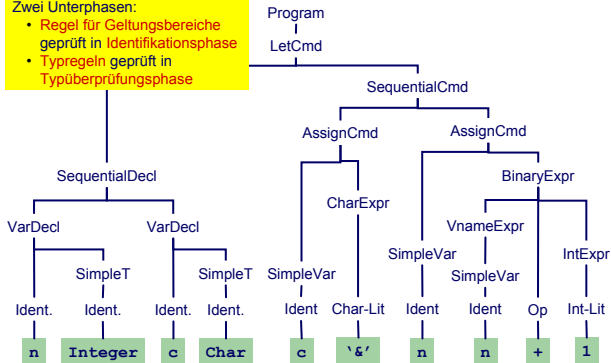 Zwei Unterphasen:
• Regel für Geltungsbereiche
geprüft in Identifikationsphase
• Typregeln geprüft in
Typüberprüfungsphase
Program
LetCmd
SequentialCmd
AssignCmd AssignCmd
SequentialDecl BinaryExpr
CharExpr
VarDecl VarDecl VnameExpr
SimpleVar IntExpr
SimpleT SimpleT SimpleVar SimpleVar
Ident. Ident. Ident. Ident. Ident Char-Lit Ident Ident Op Int-Lit
n Integer c Char c ‘&’ n n + 1